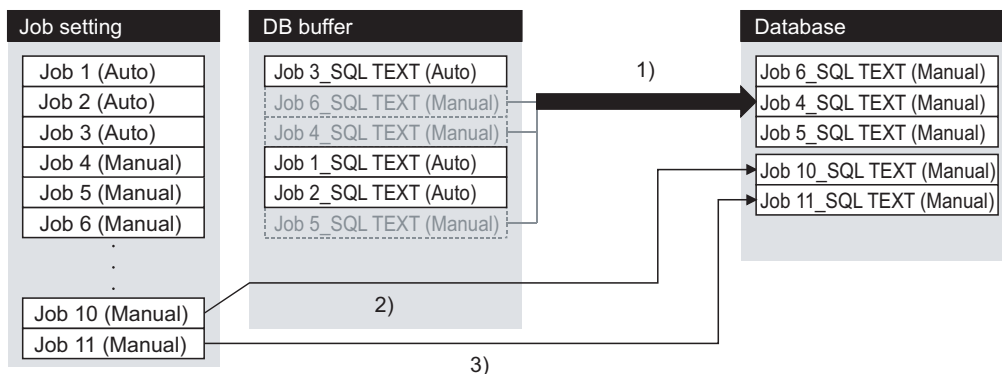 Job setting
Job 1 (Auto)
Job 2 (Auto)
Job 3 (Auto)
Job 4 (Manual)
Job 5 (Manual)
Job 6 (Manual)
.
.
.
Job 10 (Manual)
Job 11 (Manual)
DB buffer
Job 3_SQL TEXT (Auto)
Job 6_SQL TEXT (Manual)
Job 4_SQL TEXT (Manual)
Job 1_SQL TEXT (Auto)
Job 2_SQL TEXT (Auto)
Job 5_SQL TEXT (Manual)
1)
2)
3)
Database
Job 6_SQL TEXT (Manual)
Job 4_SQL TEXT (Manual)
Job 5_SQL TEXT (Manual)
Job 10_SQL TEXT (Manual)
Job 11_SQL TEXT (Manual)